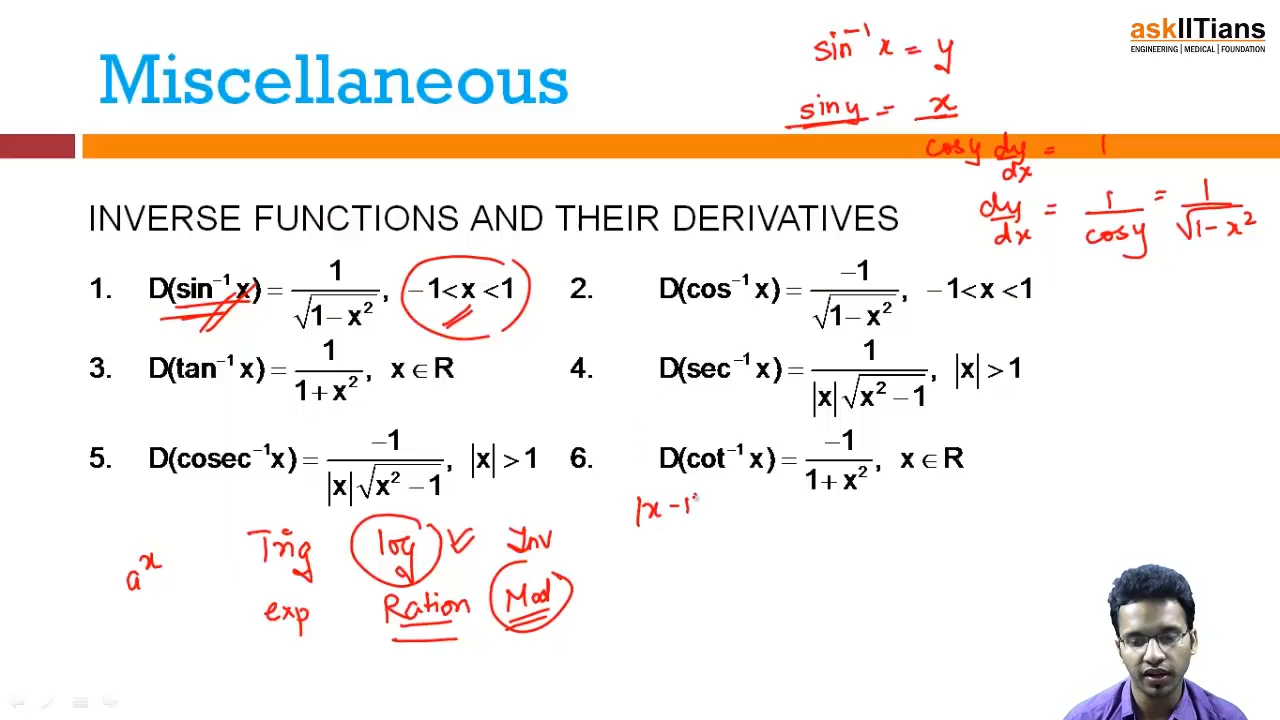 askIITians
ENGINEERING | MEDICAL | FOUNDATION
Miscellaneous
sin⁻¹ x = y
sin y = x
cos y dy/dx = 1
dy/dx = 1/cos y = 1/√(1 - x²)
INVERSE FUNCTIONS AND THEIR DERIVATIVES
1. D(sin⁻¹ x) = 1/√(1 − x²), −1 < x < 1
2. D(cos⁻¹ x) = −1/√(1 − x²), −1 < x < 1
3. D(tan⁻¹ x) = 1/(1 + x²), x ∈ R
4. D(sec⁻¹ x) = 1/(|x|√(x² − 1)), |x| > 1
5. D(cosec⁻¹ x) = −1/(|x|√(x² − 1)), |x| > 1
6. D(cot⁻¹ x) = −1/(1 + x²), x ∈ R
|x - 1
aˣ Trig log Inv
exp Ration Mod